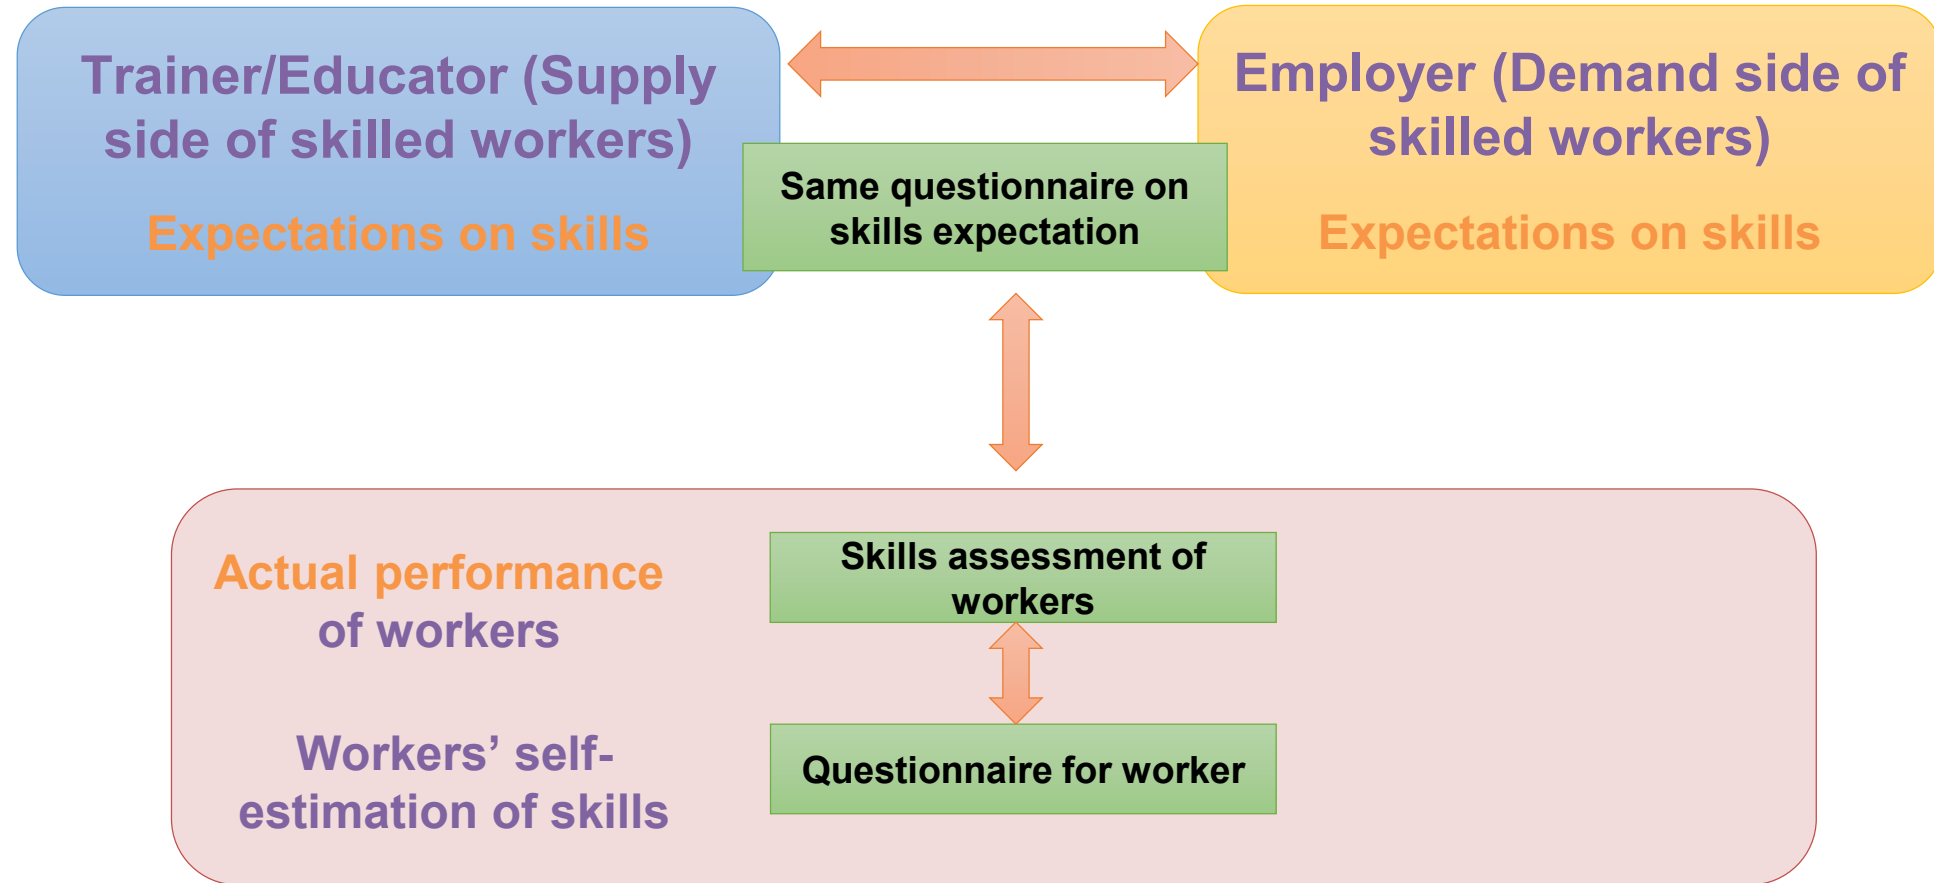 Trainer/Educator (Supply
side of skilled workers)
Expectations on skills
Same questionnaire on
skills expectation
Employer (Demand side of
skilled workers)
Expectations on skills
Actual performance
of workers
Skills assessment of
workers
Workers’ self-
estimation of skills
Questionnaire for worker